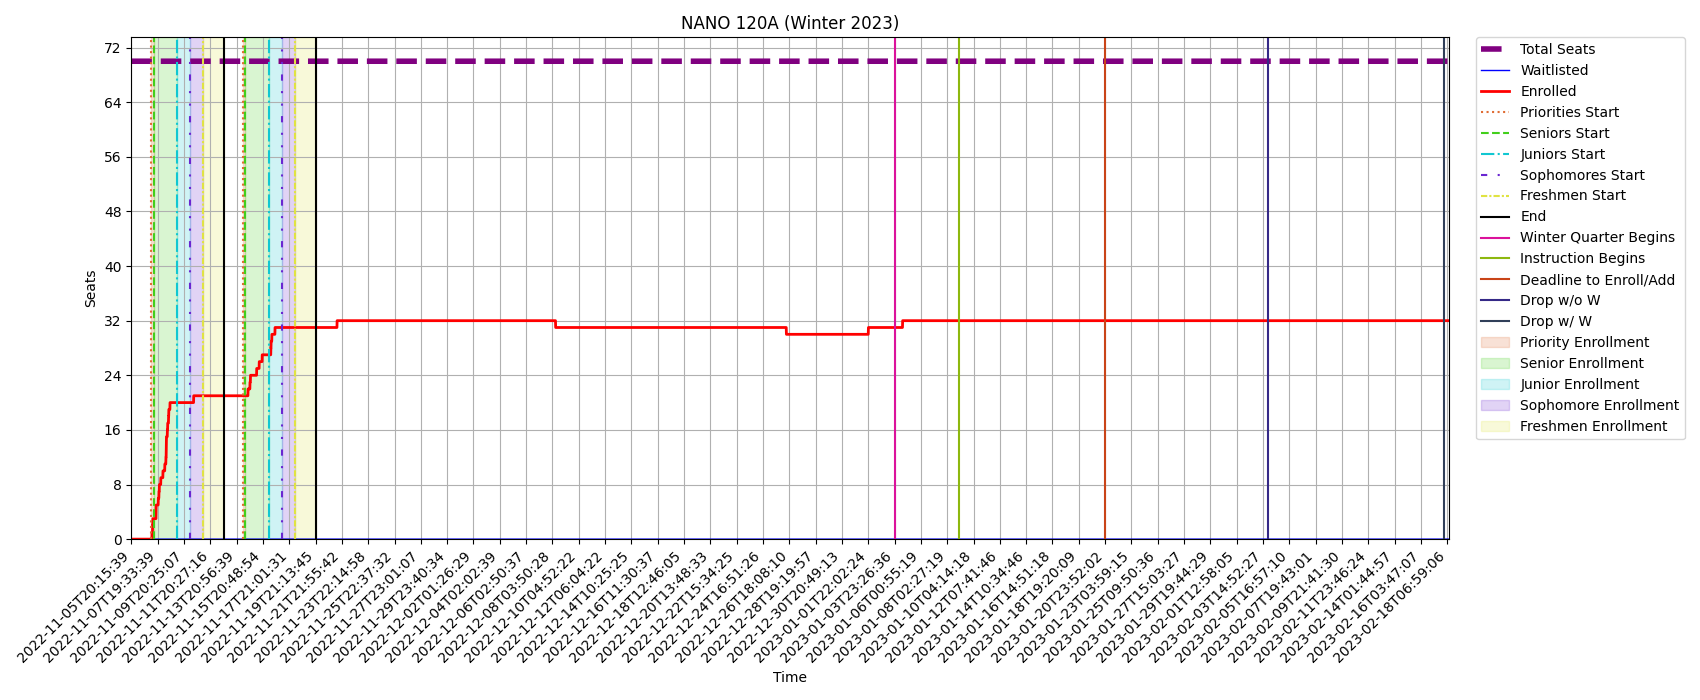 NANO 120A (Winter 2023)
72
64
56
48
40
32
24
16
8
0
Seats
2022-11-05T20:15:39
2022-11-07T19:33:39
2022-11-09T20:25:07
2022-11-11T20:27:16
2022-11-13T20:56:39
2022-11-15T20:48:54
2022-11-17T21:01:31
2022-11-19T21:13:45
2022-11-21T21:55:42
2022-11-23T22:14:58
2022-11-25T22:37:32
2022-11-27T23:01:07
2022-11-29T23:40:34
2022-12-02T01:26:29
2022-12-04T02:02:39
2022-12-06T02:50:37
2022-12-08T03:50:28
2022-12-10T04:52:22
2022-12-12T06:04:22
2022-12-14T10:25:25
2022-12-16T11:30:37
2022-12-18T12:46:05
2022-12-20T13:48:33
2022-12-22T15:34:25
2022-12-24T16:51:26
2022-12-26T18:08:10
2022-12-28T19:19:57
2022-12-30T20:49:13
2023-01-01T22:02:24
2023-01-03T23:26:36
2023-01-06T00:55:19
2023-01-08T02:27:19
2023-01-10T04:14:18
2023-01-12T07:41:46
2023-01-14T10:34:46
2023-01-16T14:51:18
2023-01-18T19:20:09
2023-01-20T23:52:02
2023-01-23T03:59:15
2023-01-25T09:50:36
2023-01-27T15:03:27
2023-01-29T19:44:29
2023-02-01T12:58:05
2023-02-03T14:52:27
2023-02-05T16:57:10
2023-02-07T19:43:01
2023-02-09T21:41:30
2023-02-11T23:46:24
2023-02-14T01:44:57
2023-02-16T03:47:07
2023-02-18T06:59:06
Time
Total Seats
Waitlisted
Enrolled
Priorities Start
Seniors Start
Juniors Start
Sophomores Start
Freshmen Start
End
Winter Quarter Begins
Instruction Begins
Deadline to Enroll/Add
Drop w/o W
Drop w/ W
Priority Enrollment
Senior Enrollment
Junior Enrollment
Sophomore Enrollment
Freshmen Enrollment